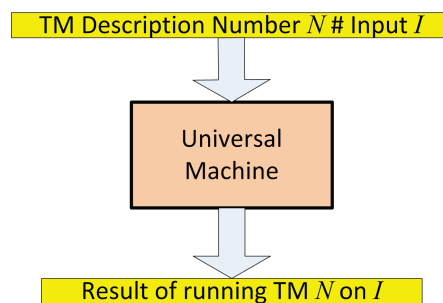 TM Description Number N # Input I
Universal
Machine
Result of running TM N on I